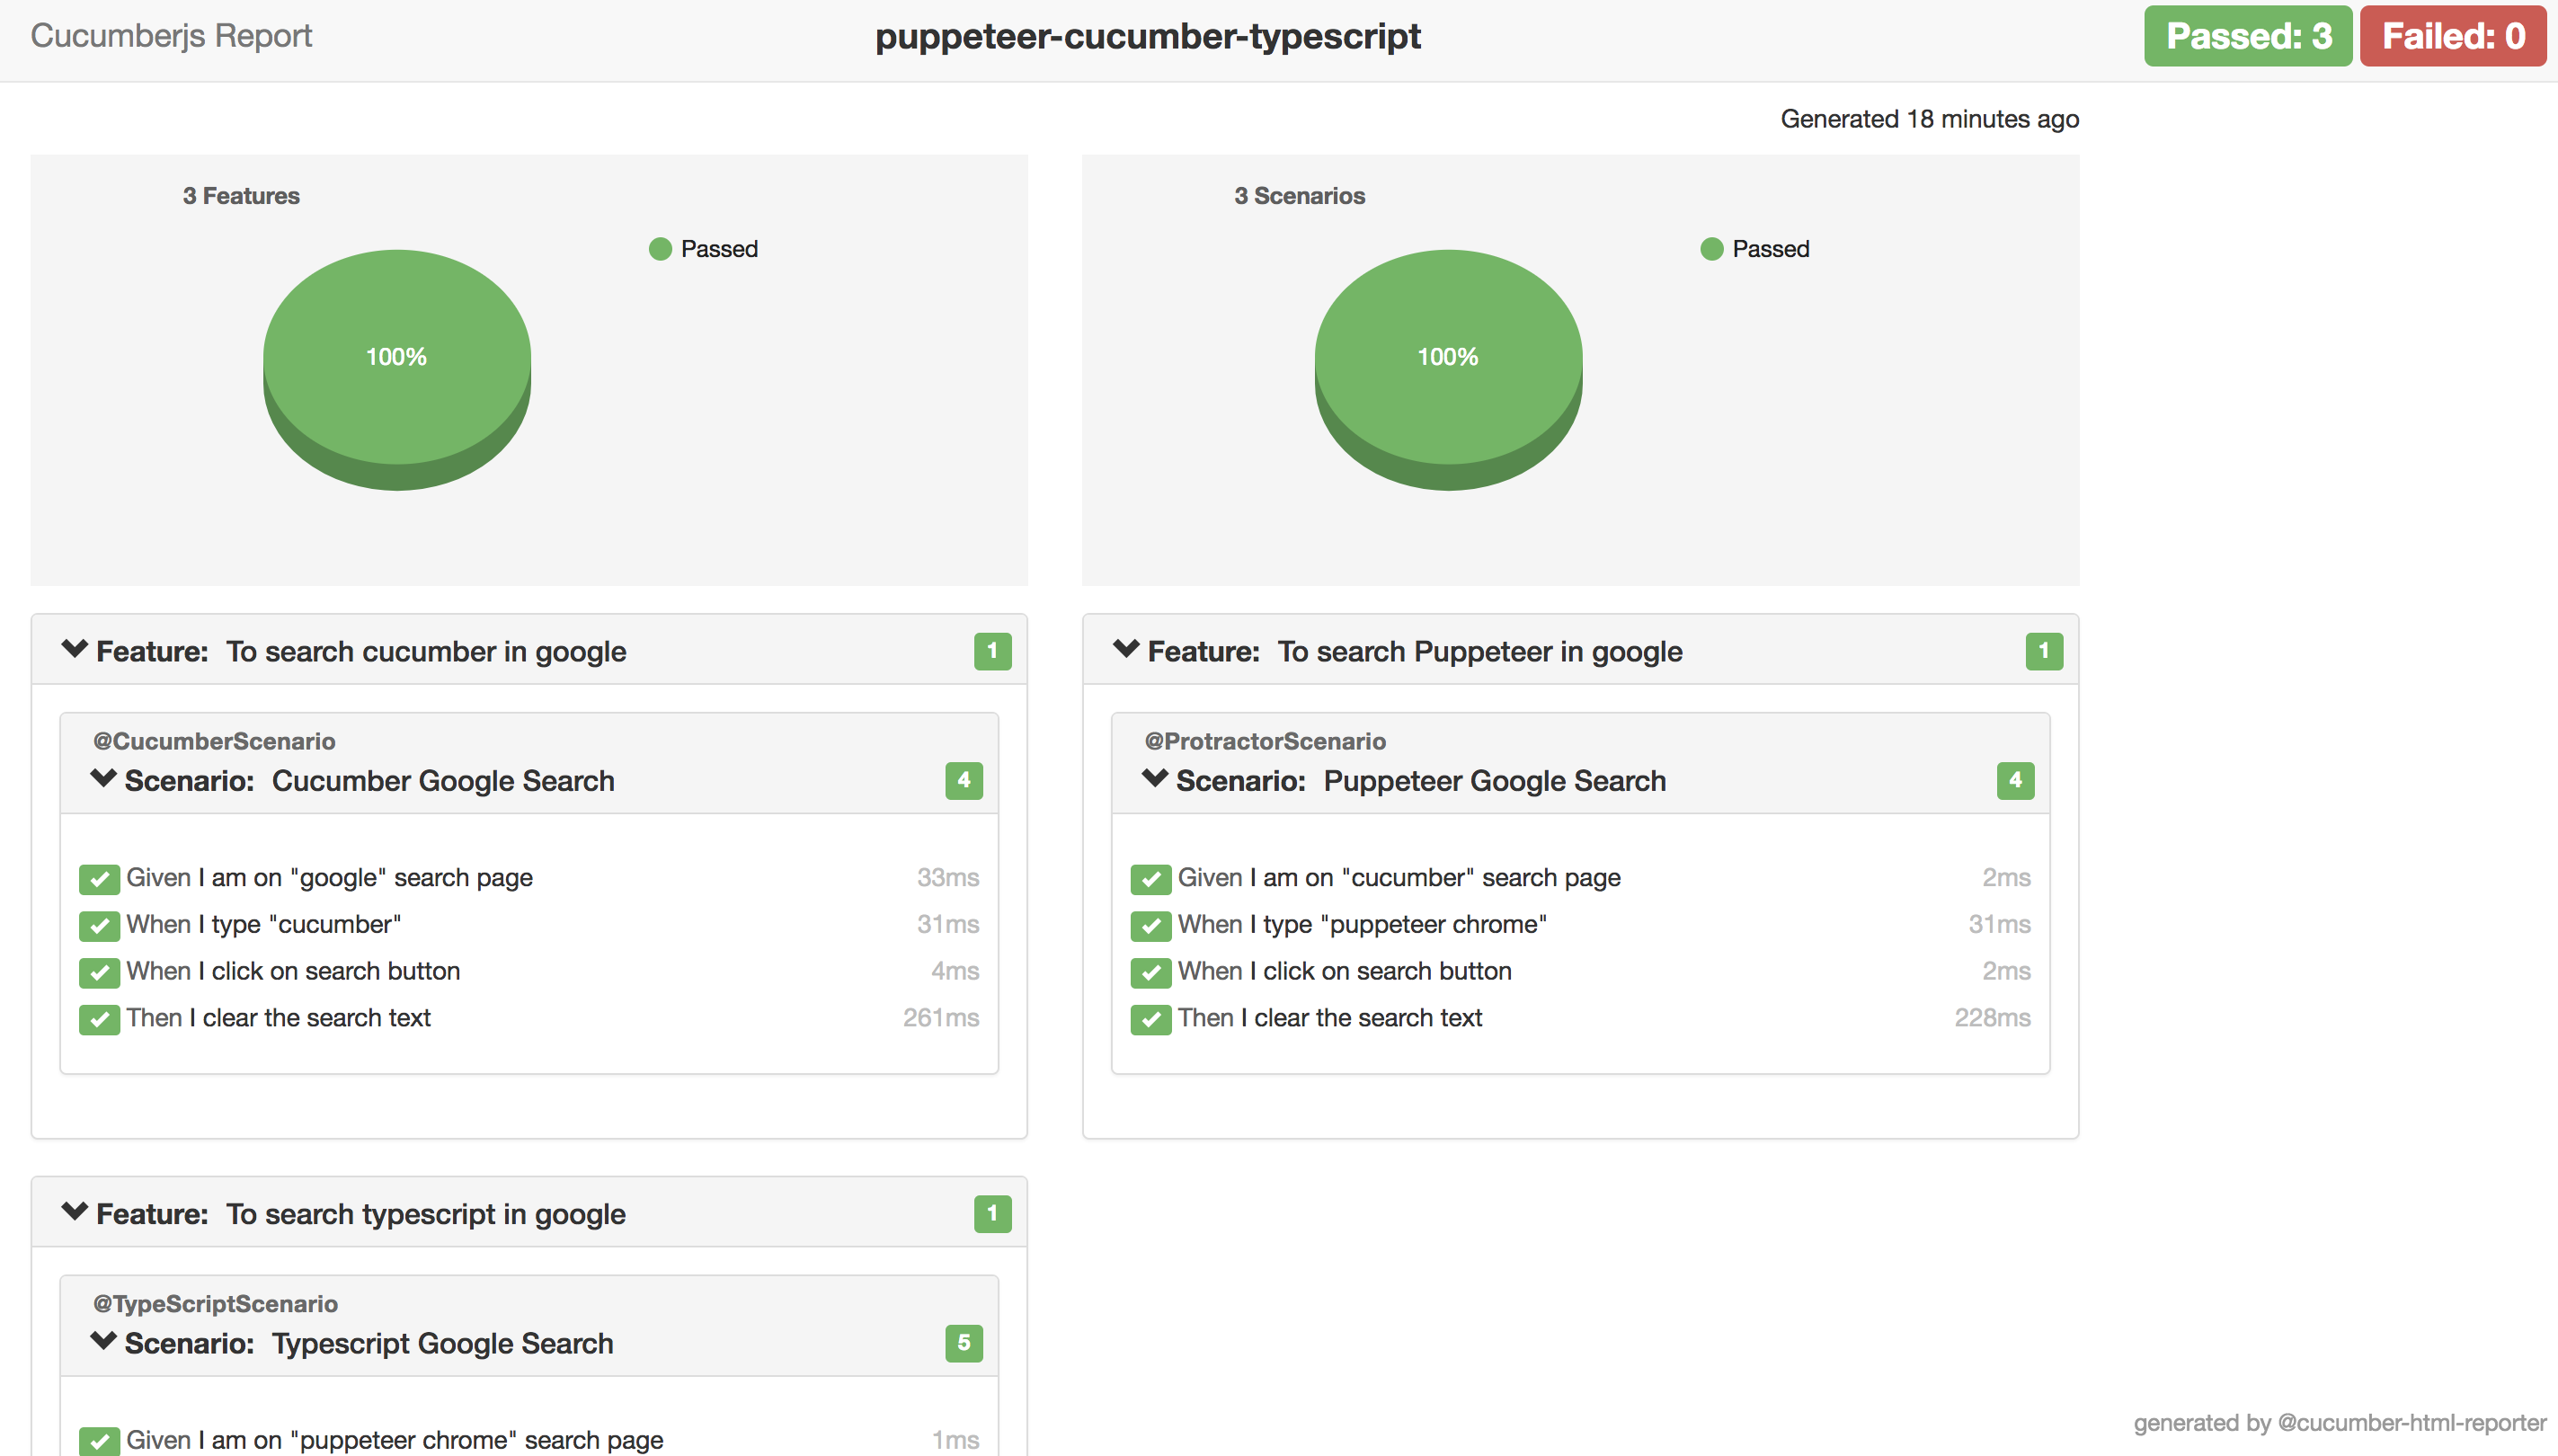 Cucumberjs Report
puppeteer-cucumber-typescript
Passed: 3
Failed: 0
Generated 18 minutes ago
3 Features
Passed
100%
3 Scenarios
Passed
100%
Feature: To search cucumber in google 1
@CucumberScenario
Scenario: Cucumber Google Search 4
Given I am on "google" search page 33ms
When I type "cucumber" 31ms
When I click on search button 4ms
Then I clear the search text 261ms
Feature: To search Puppeteer in google 1
@ProtractorScenario
Scenario: Puppeteer Google Search 4
Given I am on "cucumber" search page 2ms
When I type "puppeteer chrome" 31ms
When I click on search button 2ms
Then I clear the search text 228ms
Feature: To search typescript in google 1
@TypeScriptScenario
Scenario: Typescript Google Search 5
Given I am on "puppeteer chrome" search page 1ms
generated by @cucumber-html-reporter